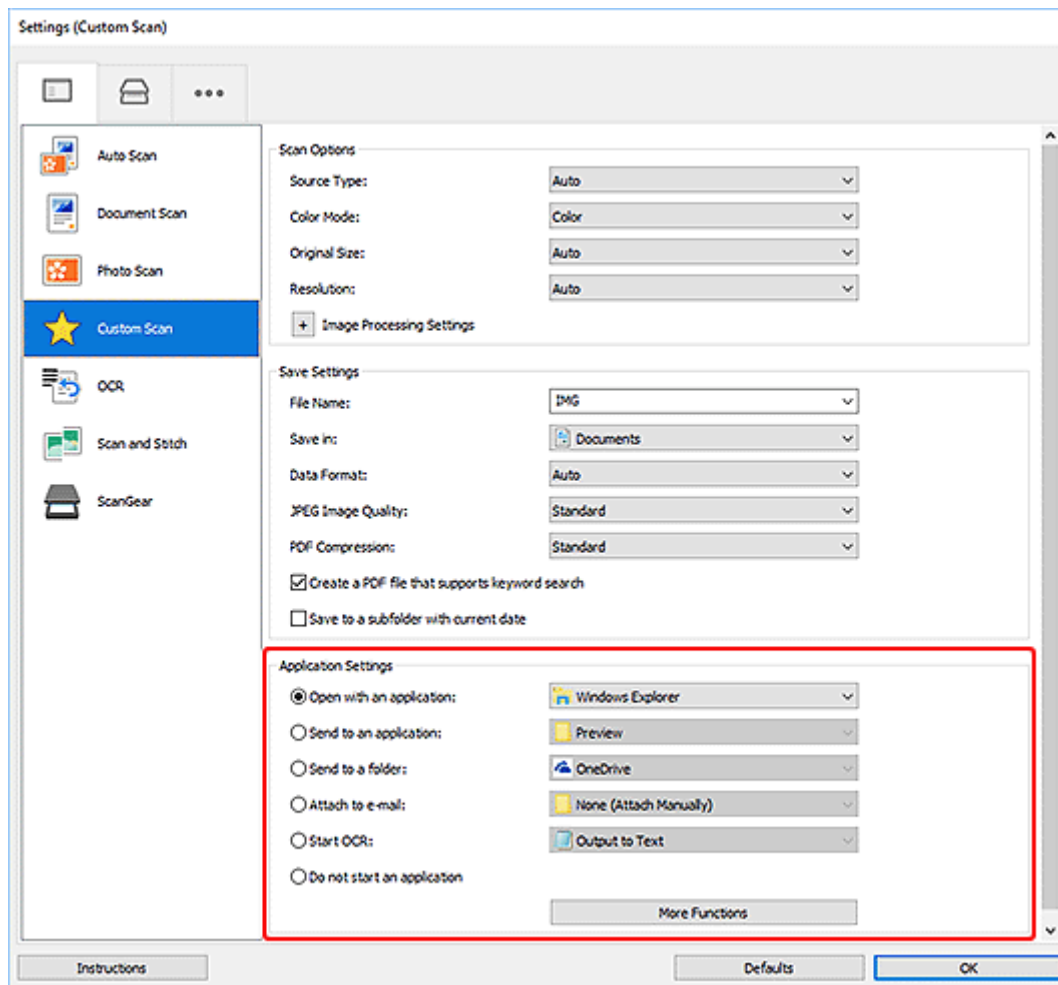 Settings (Custom Scan)
Auto Scan
Document Scan
Photo Scan
Custom Scan
OCR
Scan and Stitch
ScanGear
Scan Options
Source Type: Auto
Color Mode: Color
Original Size: Auto
Resolution: Auto
+ Image Processing Settings
Save Settings
File Name: IMG
Save in: Documents
Data Format: Auto
JPEG Image Quality: Standard
PDF Compression: Standard
Create a PDF file that supports keyword search
Save to a subfolder with current date
Application Settings
Open with an application: Windows Explorer
Send to an application: Preview
Send to a folder: OneDrive
Attach to e-mail: None (Attach Manually)
Start OCR: Output to Text
Do not start an application
More Functions
Instructions Defaults OK